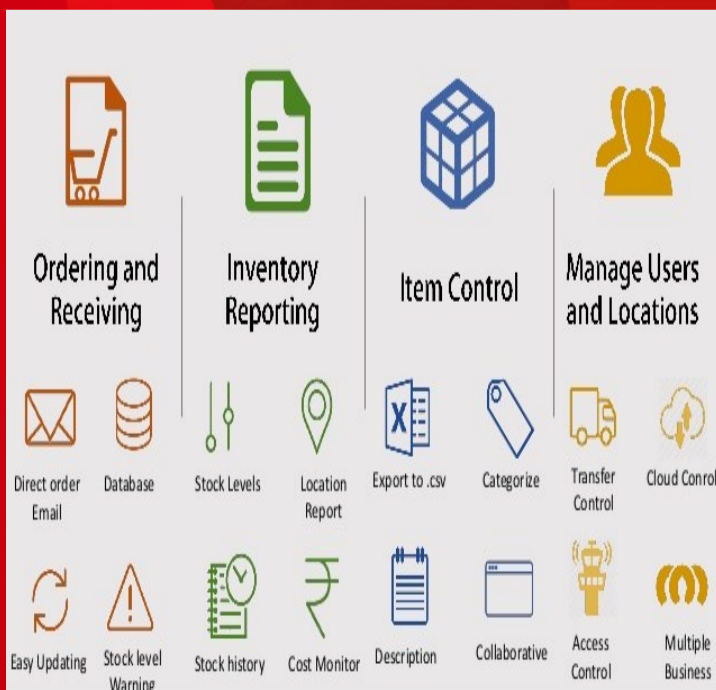 Ordering and
Receiving
Inventory
Reporting
Item Control
Manage Users
and Locations
Direct order
Email
Database
Stock Levels
Location
Report
Export to .csv
Categorize
Transfer
Control
Cloud Conrol
Easy Updating
Stock level
Warning
Stock history
Cost Monitor
Description
Collaborative
Access
Control
Multiple
Business